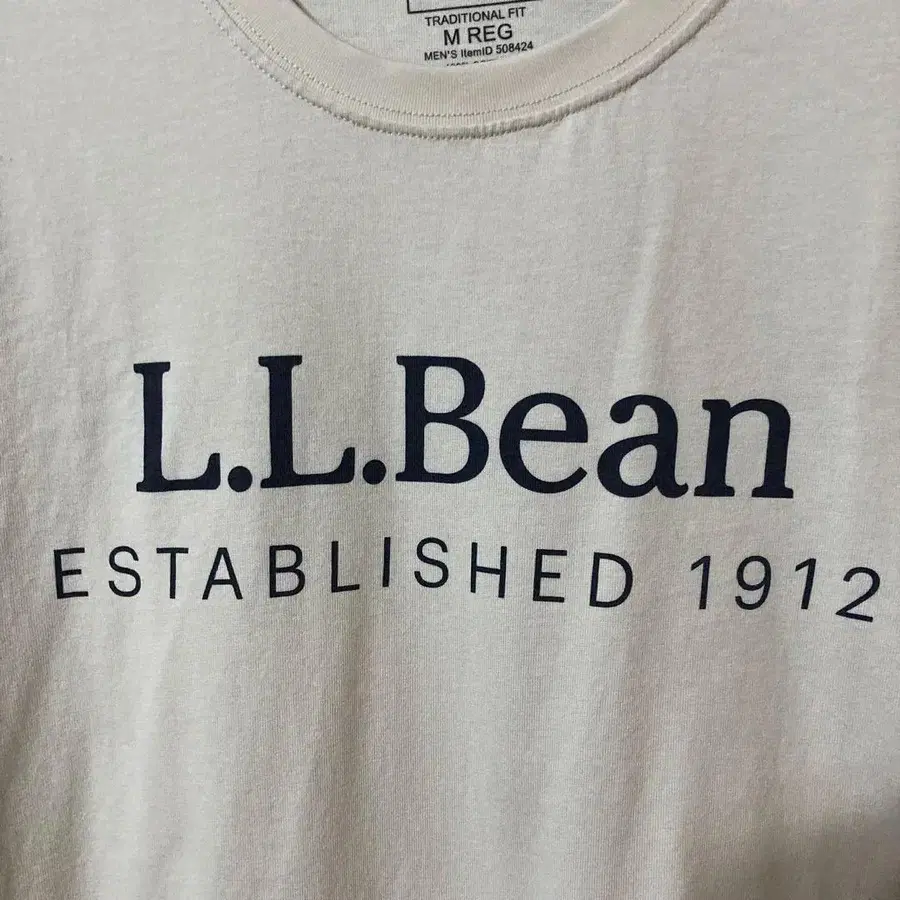 TRADITIONAL FIT
M REG
MEN'S ItemID 508424
L.L.Bean
ESTABLISHED 1912